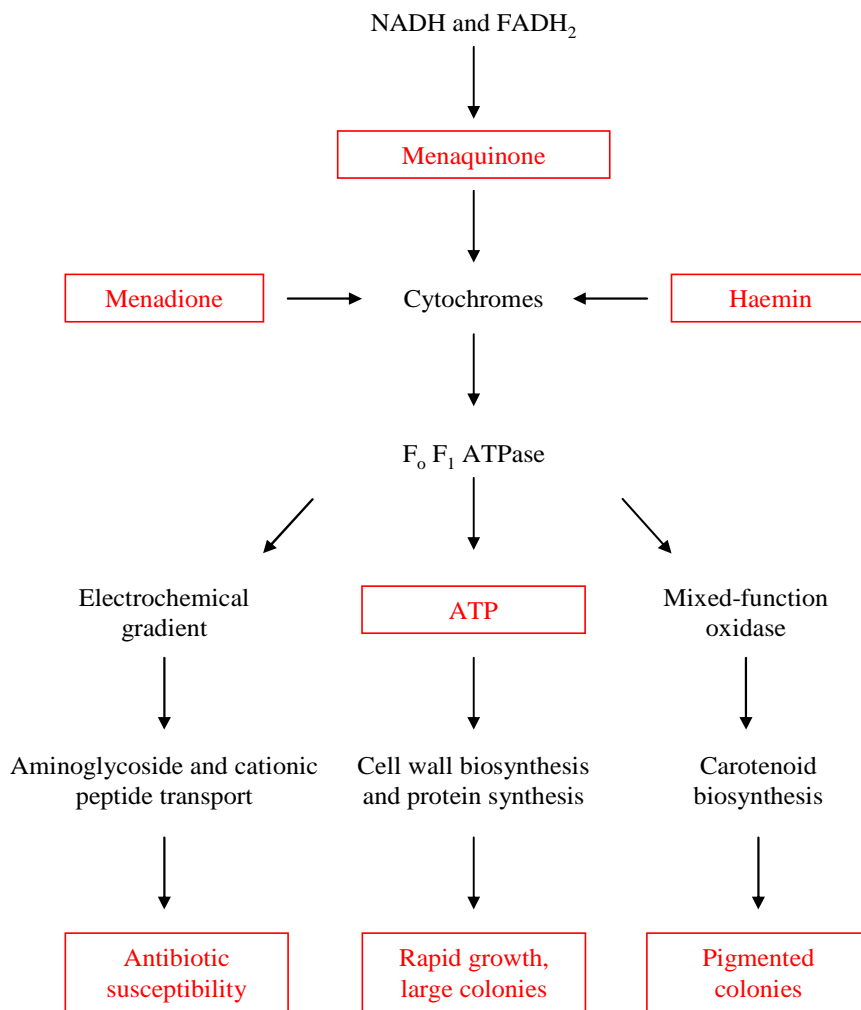 NADH and FADH₂
Menaquinone
Menadione
Cytochromes
Haemin
Fₒ F₁ ATPase
Electrochemical
gradient
ATP
Mixed-function
oxidase
Aminoglycoside and cationic
peptide transport
Cell wall biosynthesis
and protein synthesis
Carotenoid
biosynthesis
Antibiotic
susceptibility
Rapid growth,
large colonies
Pigmented
colonies